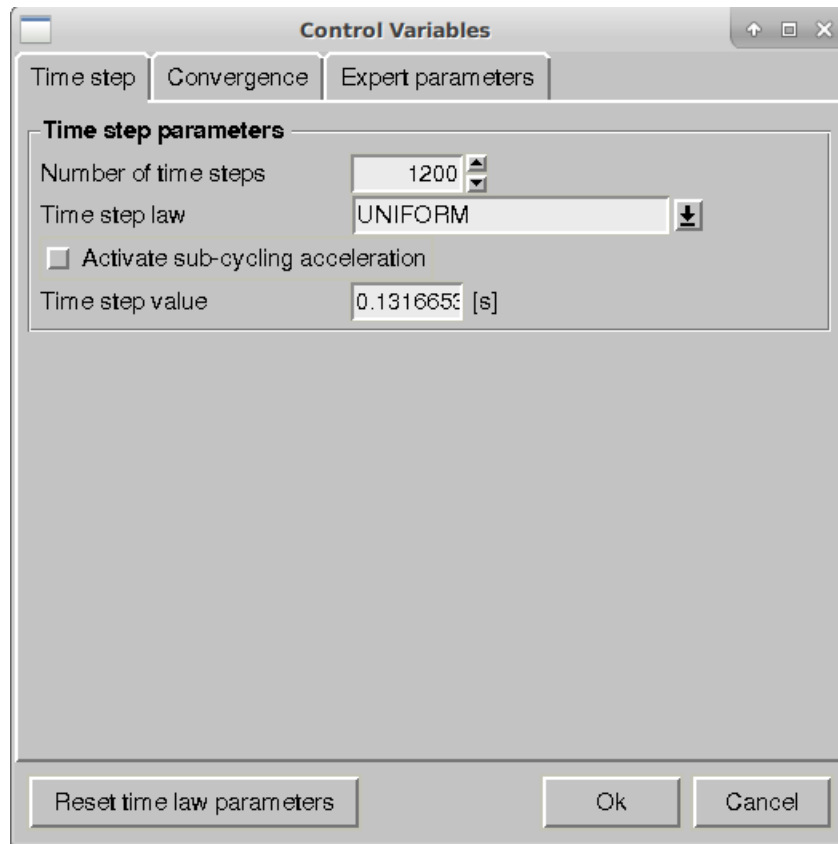 Control Variables
Time step Convergence Expert parameters
Time step parameters
Number of time steps 1200
Time step law UNIFORM
Activate sub-cycling acceleration
Time step value 0.1316653 [s]
Reset time law parameters Ok Cancel